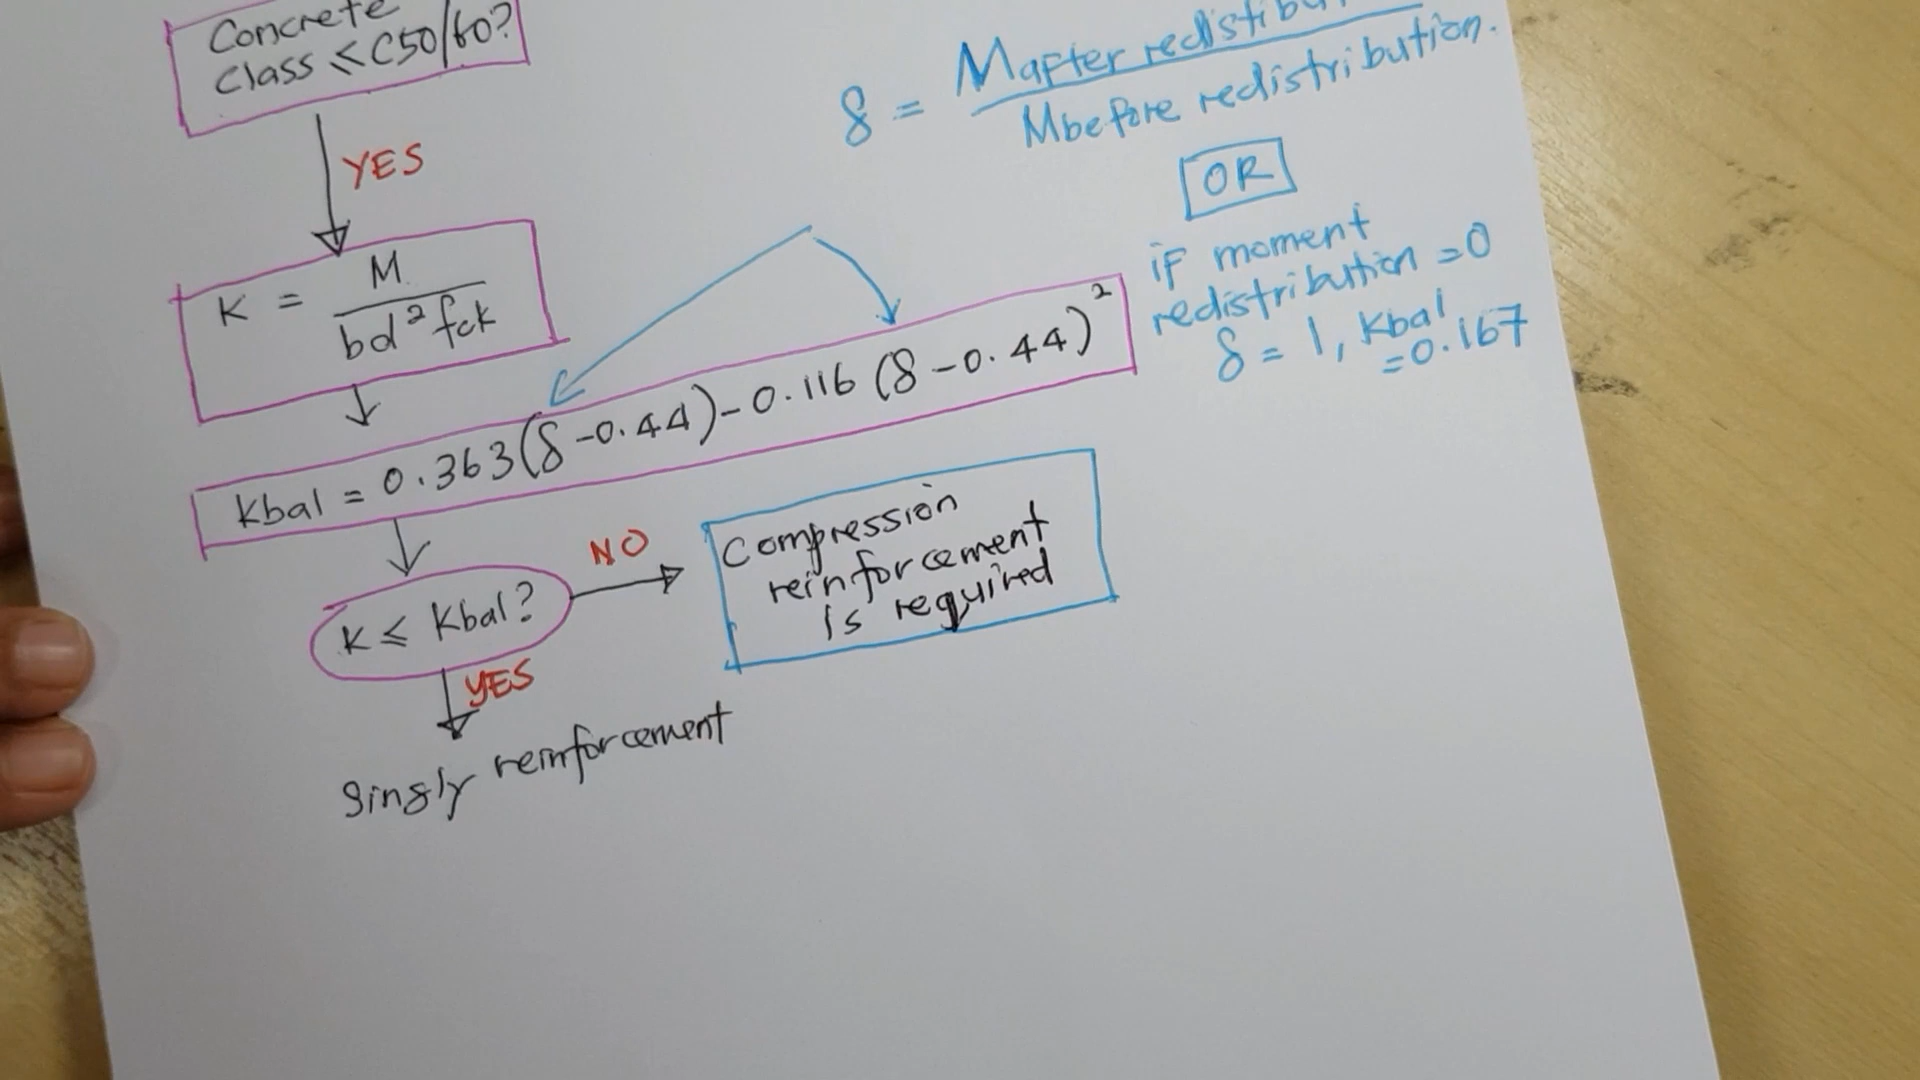 Concrete
class ≤ C50/60?
YES
K = M / bd²fck
Kbal = 0.363(δ-0.44)-0.116(δ-0.44)²
K ≤ Kbal?
NO
Compression
reinforcement
is required
YES
Singly reinforcement
δ = Mafter / Mbefore redistribution.
OR
if moment
redistribution = 0
δ = 1, Kbal
= 0.167